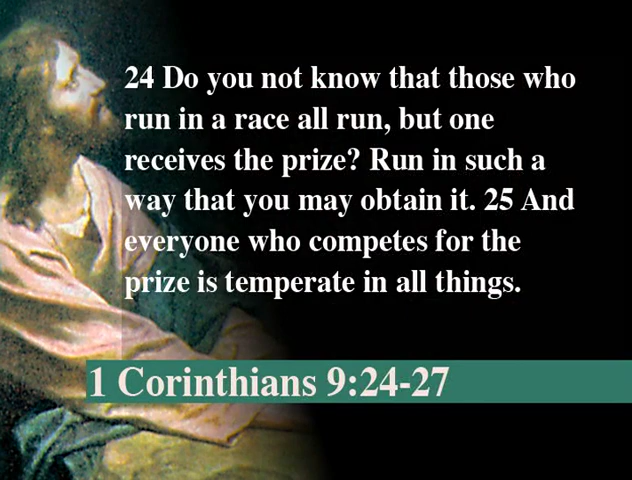 24 Do you not know that those who
run in a race all run, but one
receives the prize? Run in such a
way that you may obtain it. 25 And
everyone who competes for the
prize is temperate in all things.
1 Corinthians 9:24-27